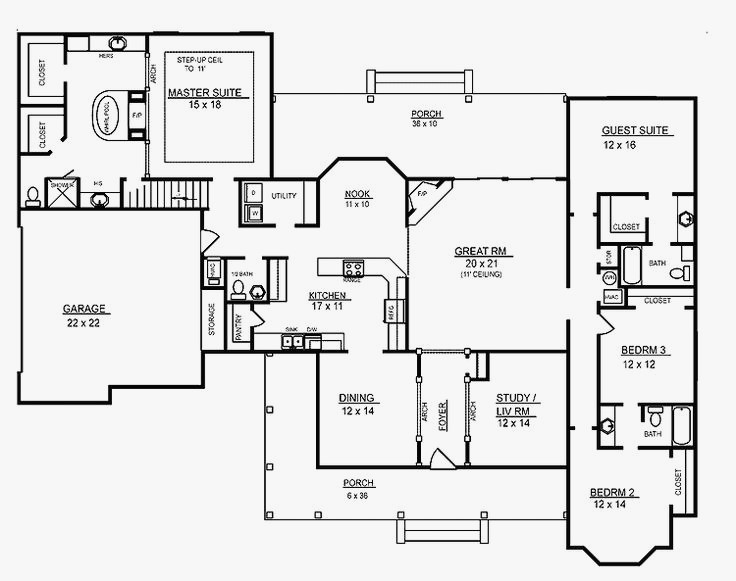 HERS
CLOSET
ARCH
STEP-UP CEIL
TO 11'
MASTER SUITE
15 x 18
WHIRLPOOL
F/P
CLOSET
SHOWER
HIS
PORCH
36 x 10
GUEST SUITE
12 x 16
UTILITY
D
W
NOOK
11 x 10
F/P
CLOSET
BATH
STOR
W/H
HVAC
CLOSET
GREAT RM
20 x 21
(11' CEILING)
HVAC
1/2 BATH
RANGE
KITCHEN
17 x 11
REFG
GARAGE
22 x 22
STORAGE
PANTRY
SINK
D/W
BEDRM 3
12 x 12
DINING
12 x 14
ARCH
FOYER
ARCH
STUDY /
LIV RM
12 x 14
BATH
CLOSET
PORCH
6 x 36
BEDRM 2
12 x 14